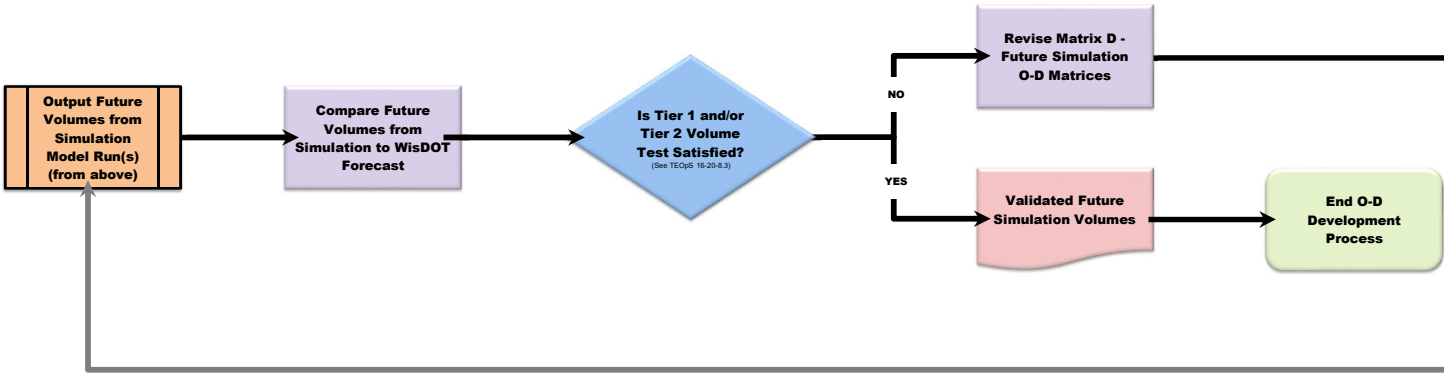 Output Future
Volumes from
Simulation
Model Run(s)
(from above)
Compare Future
Volumes from
Simulation to WisDOT
Forecast
Is Tier 1 and/or
Tier 2 Volume
Test Satisfied?
(See TEOpS 16-20-8.3)
NO
Revise Matrix D -
Future Simulation
O-D Matrices
YES
Validated Future
Simulation Volumes
End O-D
Development
Process